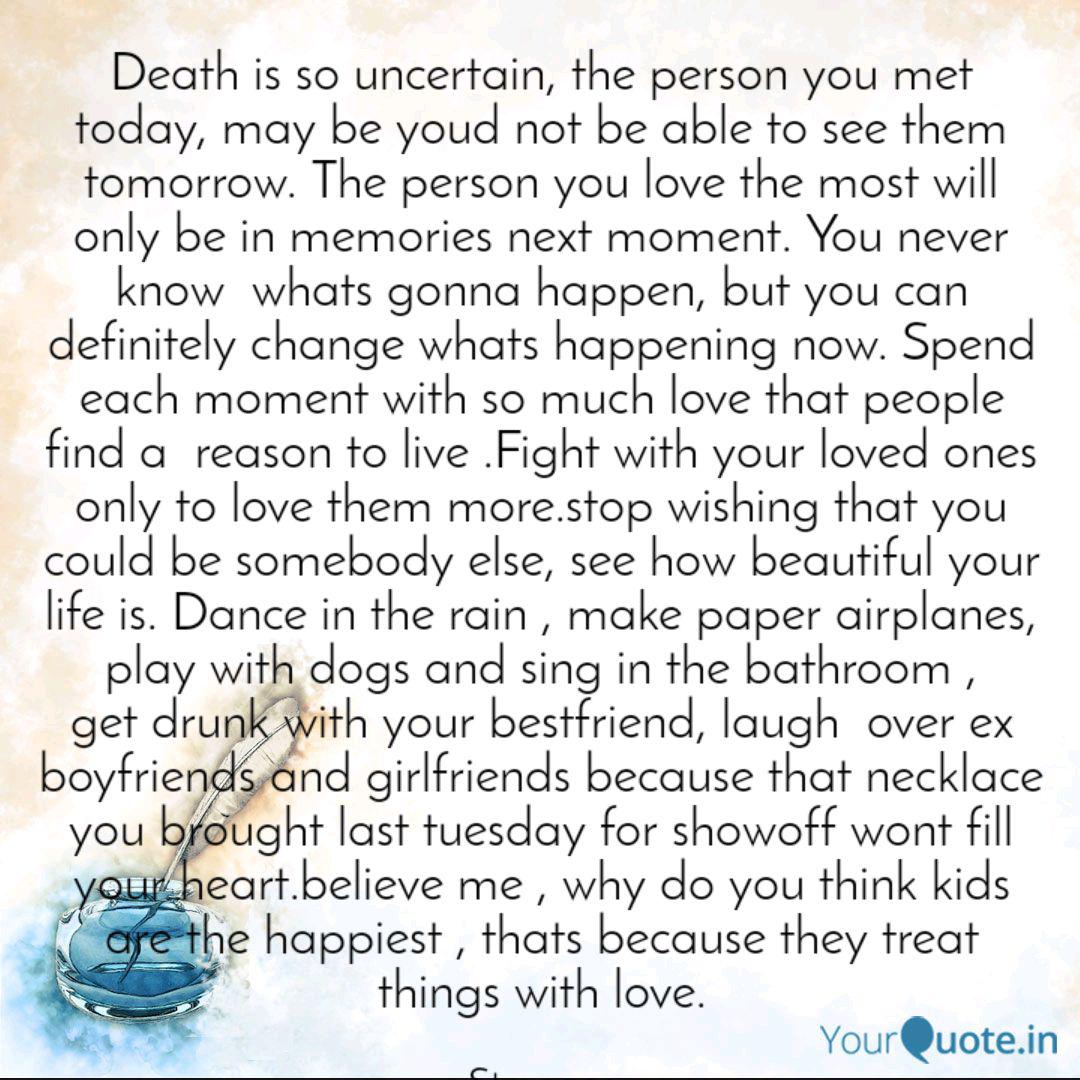 Death is so uncertain, the person you met
today, may be youd not be able to see them
tomorrow. The person you love the most will
only be in memories next moment. You never
know  whats gonna happen, but you can
definitely change whats happening now. Spend
each moment with so much love that people
find a  reason to live .Fight with your loved ones
only to love them more.stop wishing that you
could be somebody else, see how beautiful your
life is. Dance in the rain , make paper airplanes,
play with dogs and sing in the bathroom ,
get drunk with your bestfriend, laugh  over ex
boyfriends and girlfriends because that necklace
you brought last tuesday for showoff wont fill
your heart.believe me , why do you think kids
are the happiest , thats because they treat
things with love.
YourQuote.in